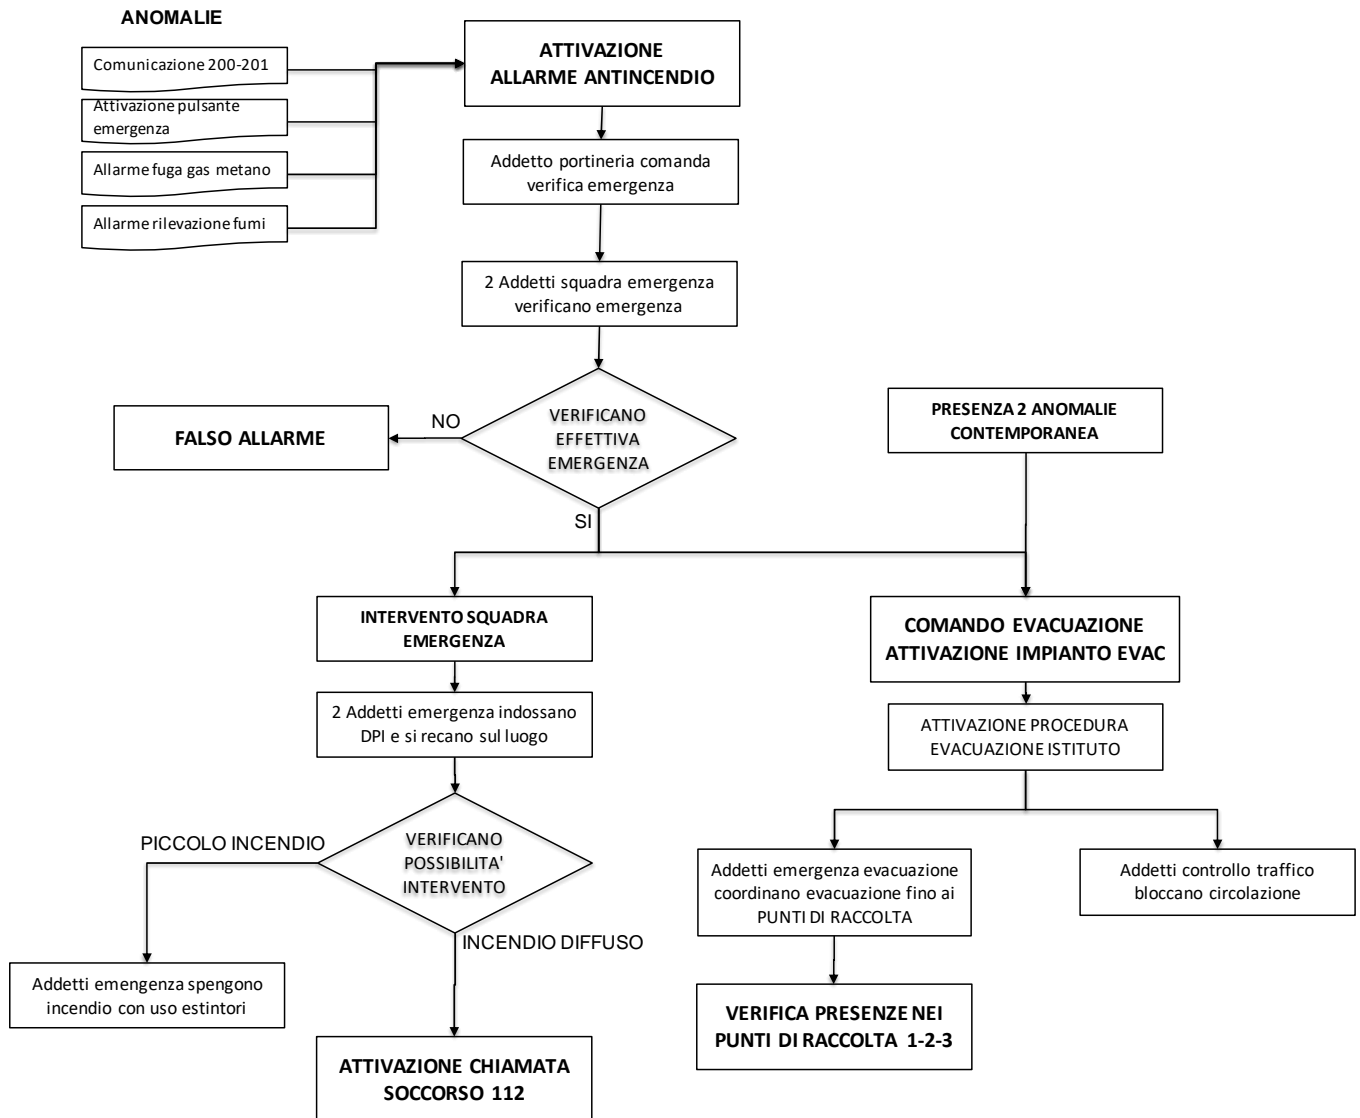 ANOMALIE
Comunicazione 200-201
Attivazione pulsante
emergenza
Allarme fuga gas metano
Allarme rilevazione fumi
ATTIVAZIONE
ALLARME ANTINCENDIO
Addetto portineria comanda
verifica emergenza
2 Addetti squadra emergenza
verificano emergenza
VERIFICANO
EFFETTIVA
EMERGENZA
NO
FALSO ALLARME
PRESENZA 2 ANOMALIE
CONTEMPORANEA
SI
INTERVENTO SQUADRA
EMERGENZA
COMANDO EVACUAZIONE
ATTIVAZIONE IMPIANTO EVAC
2 Addetti emergenza indossano
DPI e si recano sul luogo
ATTIVAZIONE PROCEDURA
EVACUAZIONE ISTITUTO
PICCOLO INCENDIO
VERIFICANO
POSSIBILITA'
INTERVENTO
INCENDIO DIFFUSO
Addetti emergenza evacuazione
coordinano evacuazione fino ai
PUNTI DI RACCOLTA
Addetti controllo traffico
bloccano circolazione
Addetti emengenza spengono
incendio con uso estintori
VERIFICA PRESENZE NEI
PUNTI DI RACCOLTA 1-2-3
ATTIVAZIONE CHIAMATA
SOCCORSO 112